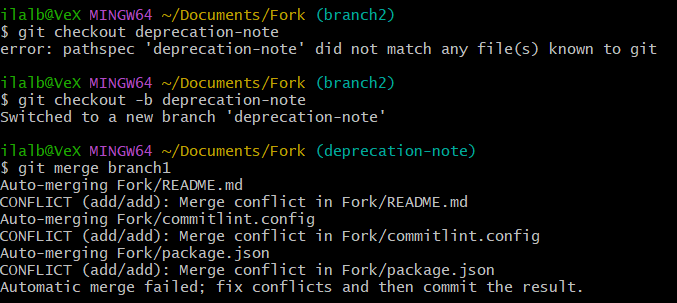 ilalb@VeX MINGW64 ~/Documents/Fork (branch2)
$ git checkout deprecation-note
error: pathspec 'deprecation-note' did not match any file(s) known to git
ilalb@VeX MINGW64 ~/Documents/Fork (branch2)
$ git checkout -b deprecation-note
Switched to a new branch 'deprecation-note'
ilalb@VeX MINGW64 ~/Documents/Fork (deprecation-note)
$ git merge branch1
Auto-merging Fork/README.md
CONFLICT (add/add): Merge conflict in Fork/README.md
Auto-merging Fork/commitlint.config
CONFLICT (add/add): Merge conflict in Fork/commitlint.config
Auto-merging Fork/package.json
CONFLICT (add/add): Merge conflict in Fork/package.json
Automatic merge failed; fix conflicts and then commit the result.